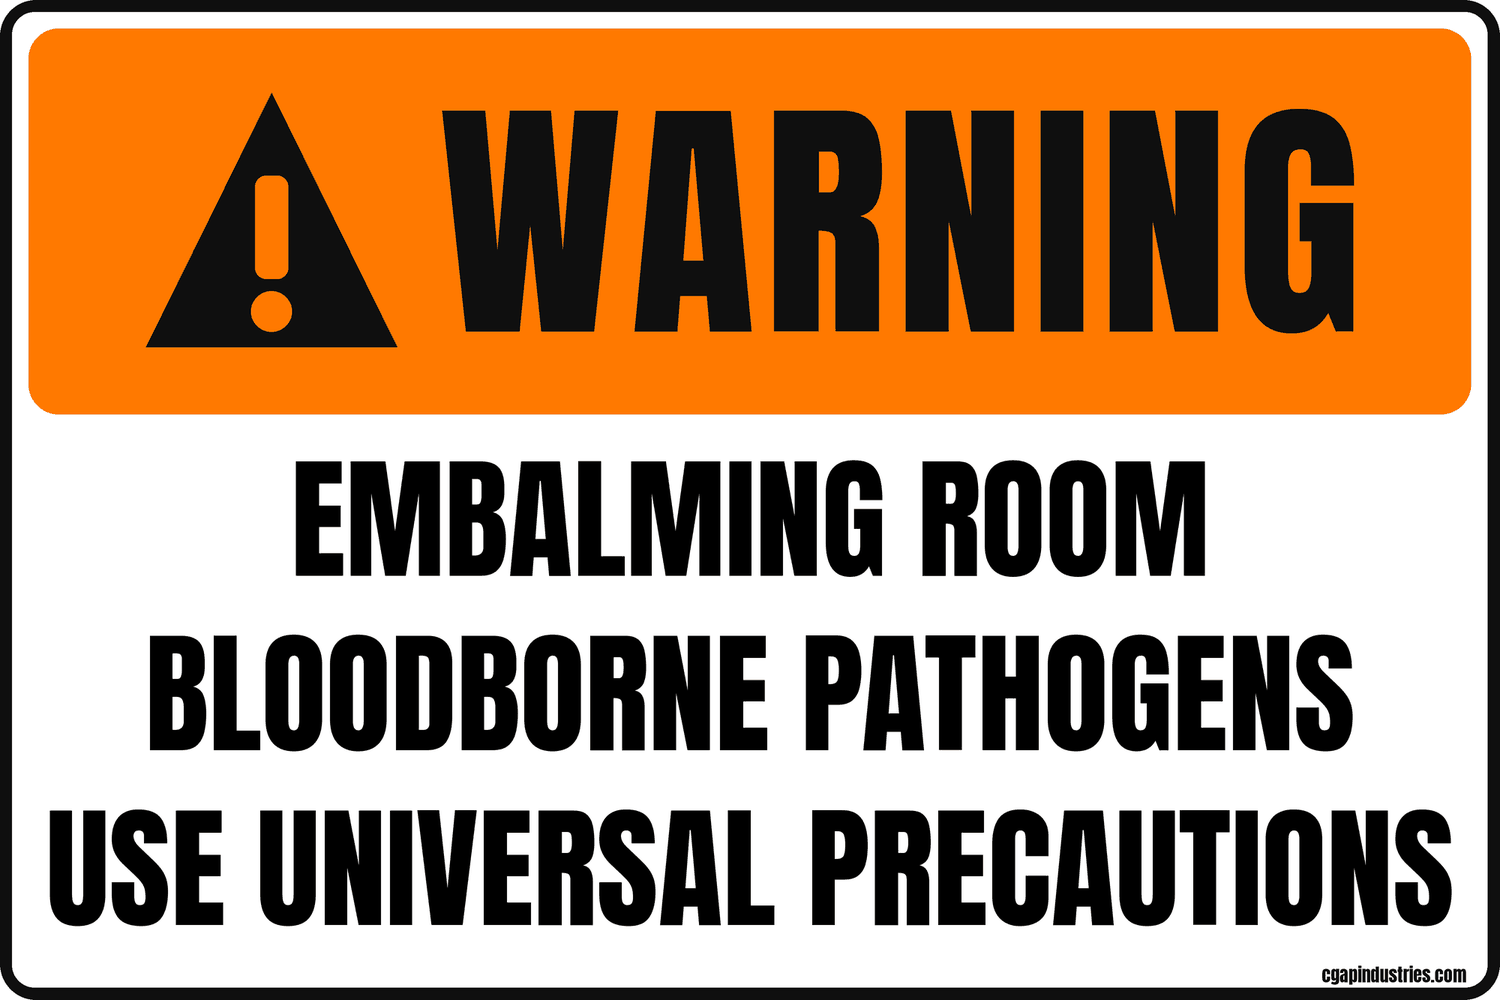 WARNING
EMBALMING ROOM
BLOODBORNE PATHOGENS
USE UNIVERSAL PRECAUTIONS
cgapindustries.com